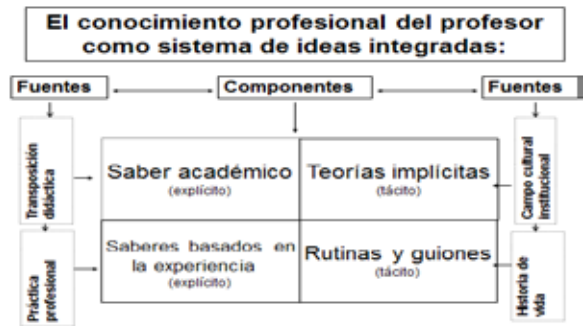 El conocimiento profesional del profesor
como sistema de ideas integradas:
Fuentes
Componentes
Fuentes
Transposición
didáctica
Saber académico
(explícito)
Teorías implícitas
(tácito)
Campo cultural
institucional
Práctica
profesional
Saberes basados en
la experiencia
(explícito)
Rutinas y guiones
(tácito)
Historia de
vida